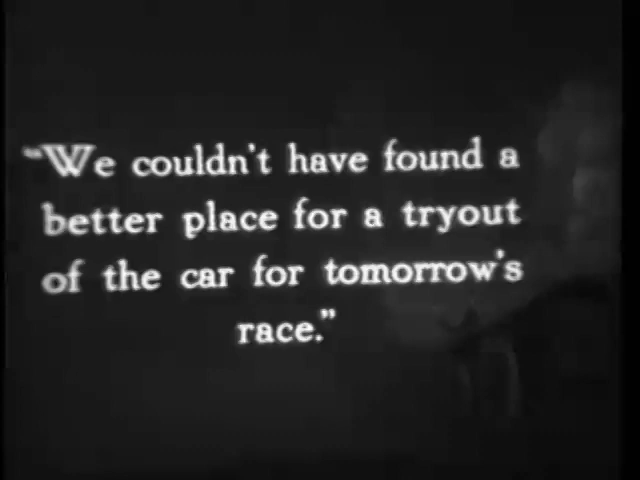 “We couldn't have found a
better place for a tryout
of the car for tomorrow's
race.”